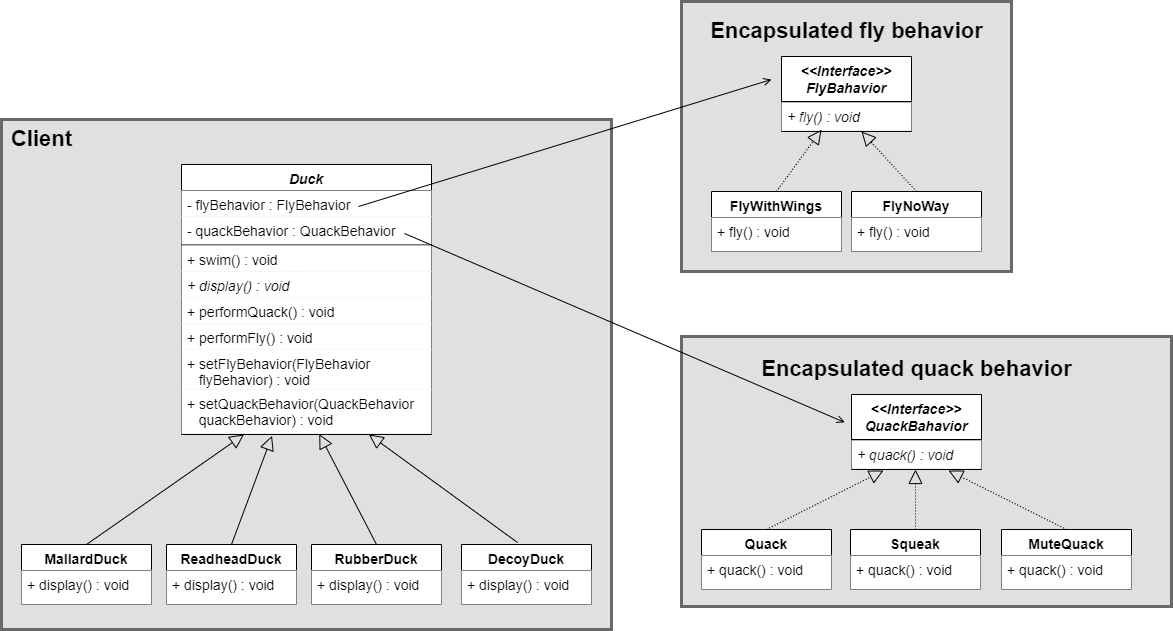 Encapsulated fly behavior
<<Interface>>
FlyBahavior
+ fly() : void
FlyWithWings
+ fly() : void
FlyNoWay
+ fly() : void
Client
Duck
- flyBehavior : FlyBehavior
- quackBehavior : QuackBehavior
+ swim() : void
+ display() : void
+ performQuack() : void
+ performFly() : void
+ setFlyBehavior(FlyBehavior
flyBehavior) : void
+ setQuackBehavior(QuackBehavior
quackBehavior) : void
MallardDuck
+ display() : void
ReadheadDuck
+ display() : void
RubberDuck
+ display() : void
DecoyDuck
+ display() : void
Encapsulated quack behavior
<<Interface>>
QuackBahavior
+ quack() : void
Quack
+ quack() : void
Squeak
+ quack() : void
MuteQuack
+ quack() : void